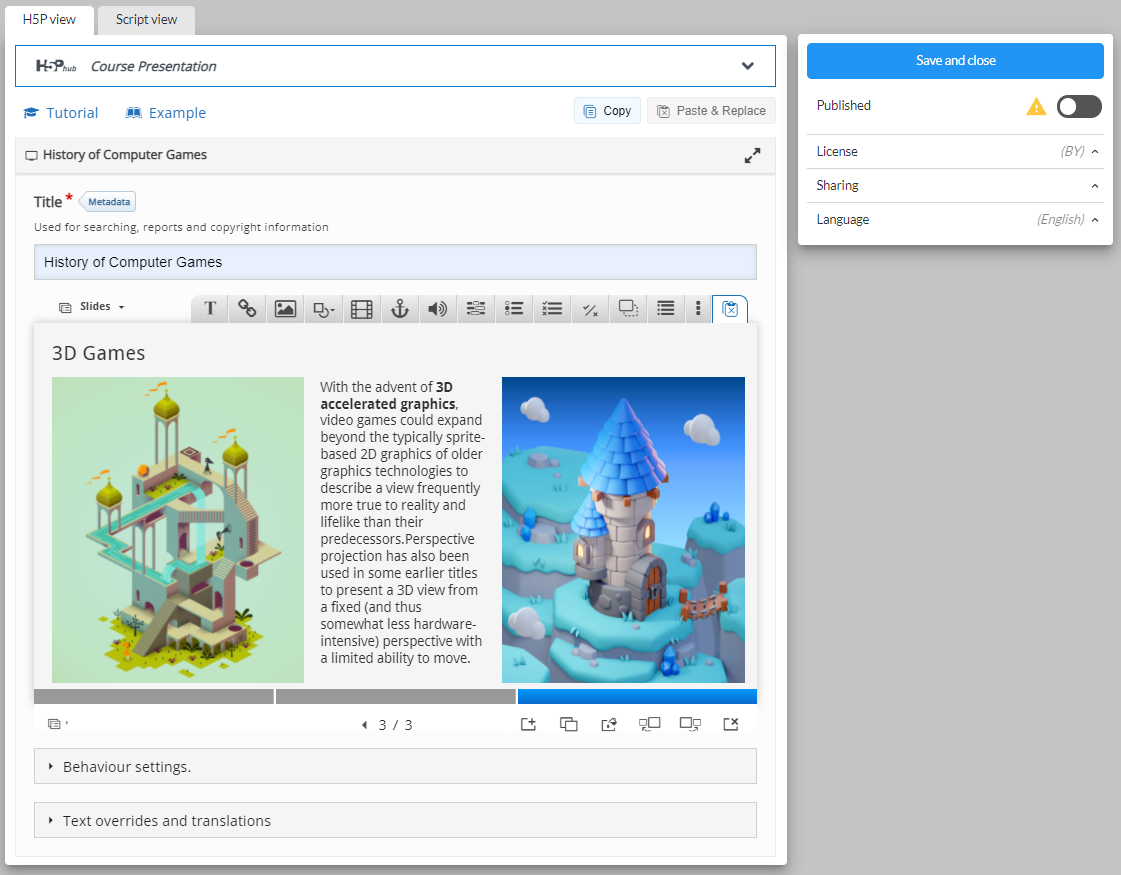 H5P view
Script view
H5P hub Course Presentation
Tutorial
Example
Copy
Paste & Replace
History of Computer Games
Title * Metadata
Used for searching, reports and copyright information
History of Computer Games
Slides
T
3D Games
With the advent of 3D
accelerated graphics,
video games could expand
beyond the typically sprite-
based 2D graphics of older
graphics technologies to
describe a view frequently
more true to reality and
lifelike than their
predecessors.Perspective
projection has also been
used in some earlier titles
to present a 3D view from
a fixed (and thus
somewhat less hardware-
intensive) perspective with
a limited ability to move.
3 / 3
Behaviour settings.
Text overrides and translations
Save and close
Published
License (BY)
Sharing
Language (English)